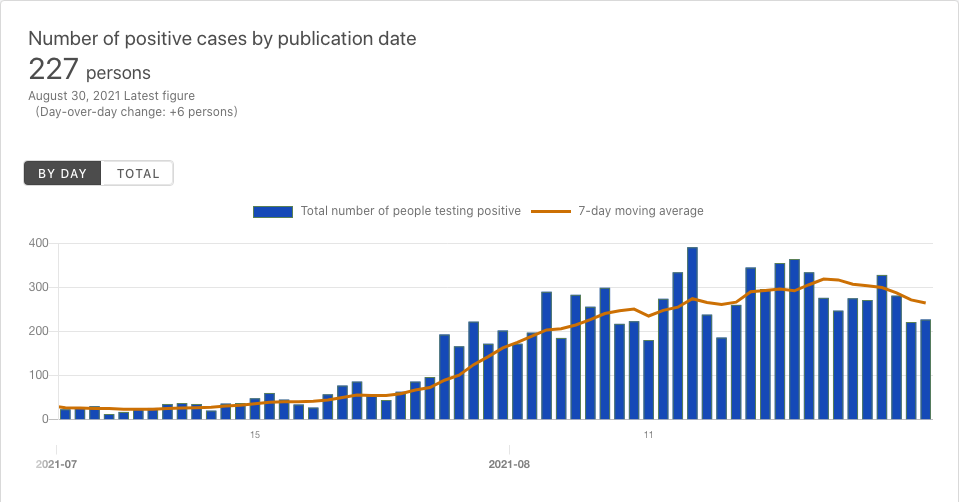 Number of positive cases by publication date
227 persons
August 30, 2021 Latest figure
(Day-over-day change: +6 persons)
BY DAY TOTAL
Total number of people testing positive 7-day moving average
400
300
200
100
0
15 11
2021-07 2021-08